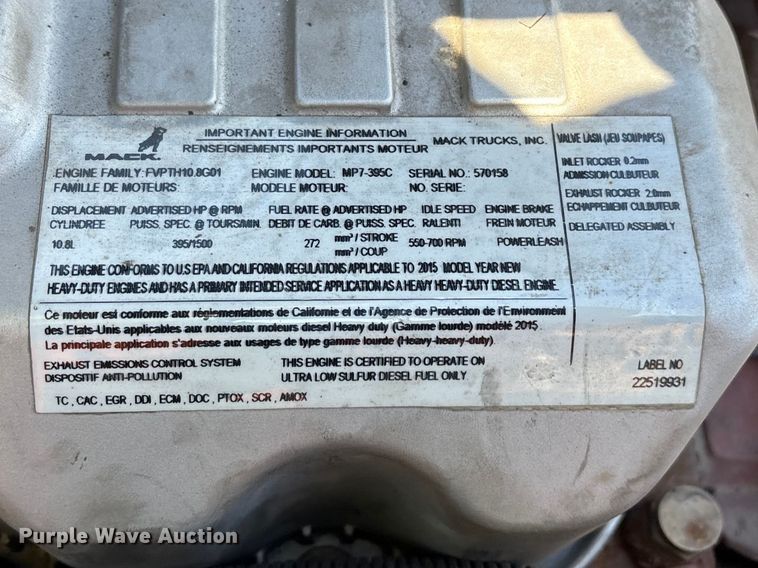 MACK.
IMPORTANT ENGINE INFORMATION
RENSEIGNEMENTS IMPORTANTS MOTEUR
MACK TRUCKS, INC.
VALVE LASH (JEU SOUPAPES)
ENGINE FAMILY: FVPTH10.8G01 ENGINE MODEL: MP7-395C SERIAL NO.: 570158
FAMILLE DE MOTEURS: MODELE MOTEUR: NO. SERIE:
INLET ROCKER 0.2mm
ADMISSION CULBUTEUR
EXHAUST ROCKER 2.0mm
ECHAPPEMENT CULBUTEUR
DELEGATED ASSEMBLY
DISPLACEMENT ADVERTISED HP @ RPM FUEL RATE @ ADVERTISED HP IDLE SPEED ENGINE BRAKE
CYLINDREE PUISS. SPEC. @ TOURS/MIN. DEBIT DE CARB. @ PUISS. SPEC. RALENTI FREIN MOTEUR
10.8L 395/1500 272 mm³ / STROKE 550-700 RPM POWERLEASH
mm³ / COUP
THIS ENGINE CONFORMS TO U.S EPA AND CALIFORNIA REGULATIONS APPLICABLE TO 2015 MODEL YEAR NEW
HEAVY-DUTY ENGINES AND HAS A PRIMARY INTENDED SERVICE APPLICATION AS A HEAVY HEAVY-DUTY DIESEL ENGINE.
Ce moteur est conforme aux réglementations de Californie et de l'Agence de Protection de l'Environment
des Etats-Unis applicables aux nouveaux moteurs diesel Heavy duty (Gamme lourde) modélé 2015.
La principale application s'adresse aux usages de type gamme lourde (Heavy-heavy-duty).
EXHAUST EMISSIONS CONTROL SYSTEM THIS ENGINE IS CERTIFIED TO OPERATE ON
DISPOSITIF ANTI-POLLUTION ULTRA LOW SULFUR DIESEL FUEL ONLY.
LABEL NO
22519931
TC , CAC , EGR , DDI , ECM , DOC , PTOX , SCR , AMOX
Purple Wave Auction